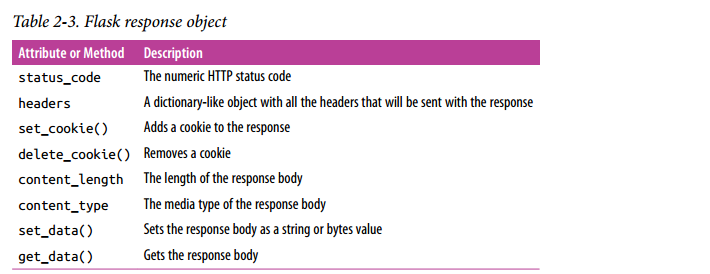 Table 2-3. Flask response object
Attribute or Method Description
status_code The numeric HTTP status code
headers A dictionary-like object with all the headers that will be sent with the response
set_cookie() Adds a cookie to the response
delete_cookie() Removes a cookie
content_length The length of the response body
content_type The media type of the response body
set_data() Sets the response body as a string or bytes value
get_data() Gets the response body